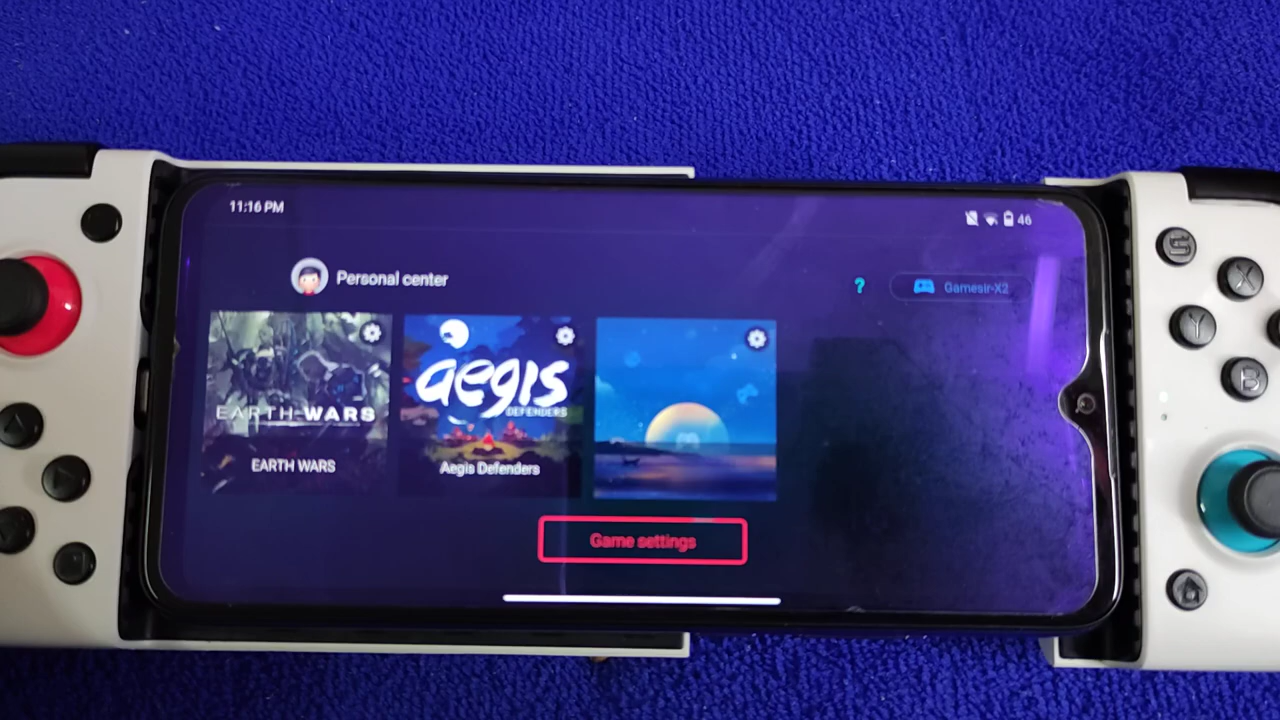 11:16 PM
46
Personal center
?
Gamesir-X2
EARTH WARS
EARTH WARS
aegis
DEFENDERS
Aegis Defenders
Game settings
S
X
Y
B